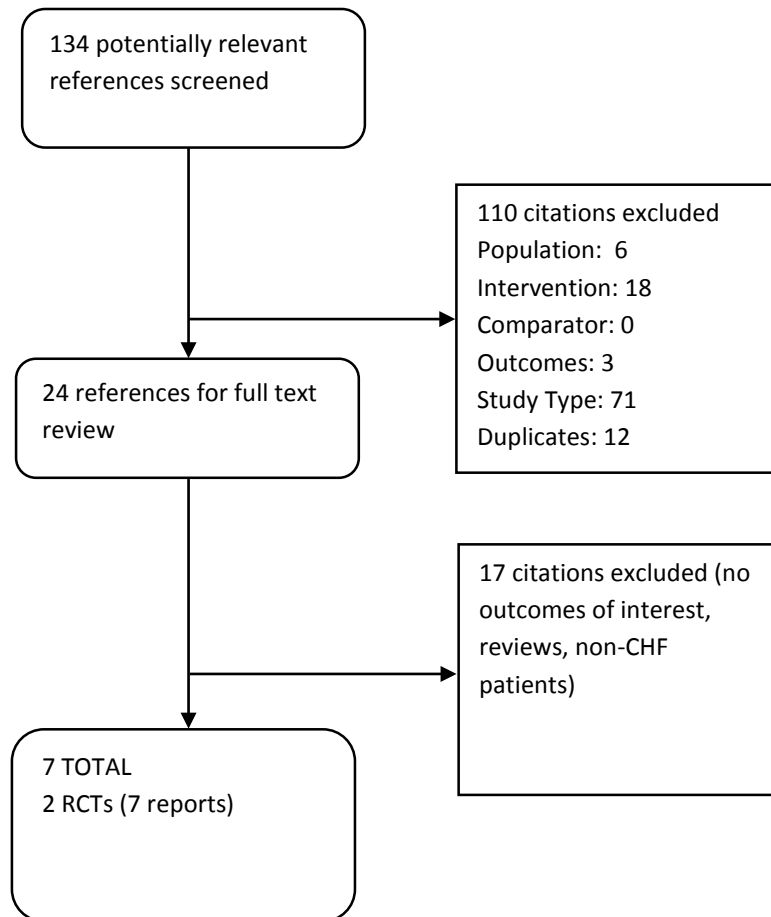 134 potentially relevant
references screened
110 citations excluded
Population:  6
Intervention: 18
Comparator: 0
Outcomes: 3
Study Type: 71
Duplicates: 12
24 references for full text
review
17 citations excluded (no
outcomes of interest,
reviews, non-CHF
patients)
7 TOTAL
2 RCTs (7 reports)